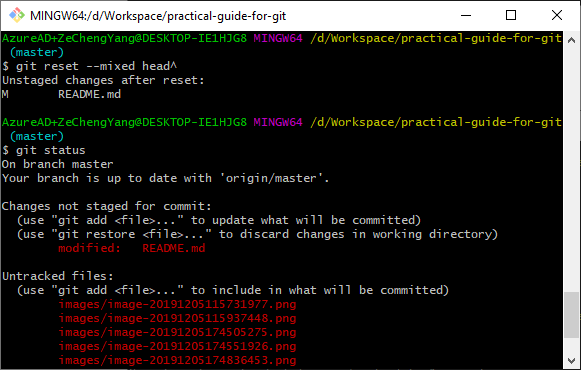 MINGW64:/d/Workspace/practical-guide-for-git
AzureAD+ZeChengYang@DESKTOP-IE1HJG8 MINGW64 /d/Workspace/practical-guide-for-git
(master)
$ git reset --mixed head^
Unstaged changes after reset:
M       README.md
AzureAD+ZeChengYang@DESKTOP-IE1HJG8 MINGW64 /d/Workspace/practical-guide-for-git
(master)
$ git status
On branch master
Your branch is up to date with 'origin/master'.
Changes not staged for commit:
  (use "git add <file>..." to update what will be committed)
  (use "git restore <file>..." to discard changes in working directory)
        modified:   README.md
Untracked files:
  (use "git add <file>..." to include in what will be committed)
        images/image-20191205115731977.png
        images/image-20191205115937448.png
        images/image-20191205174505275.png
        images/image-20191205174551926.png
        images/image-20191205174836453.png